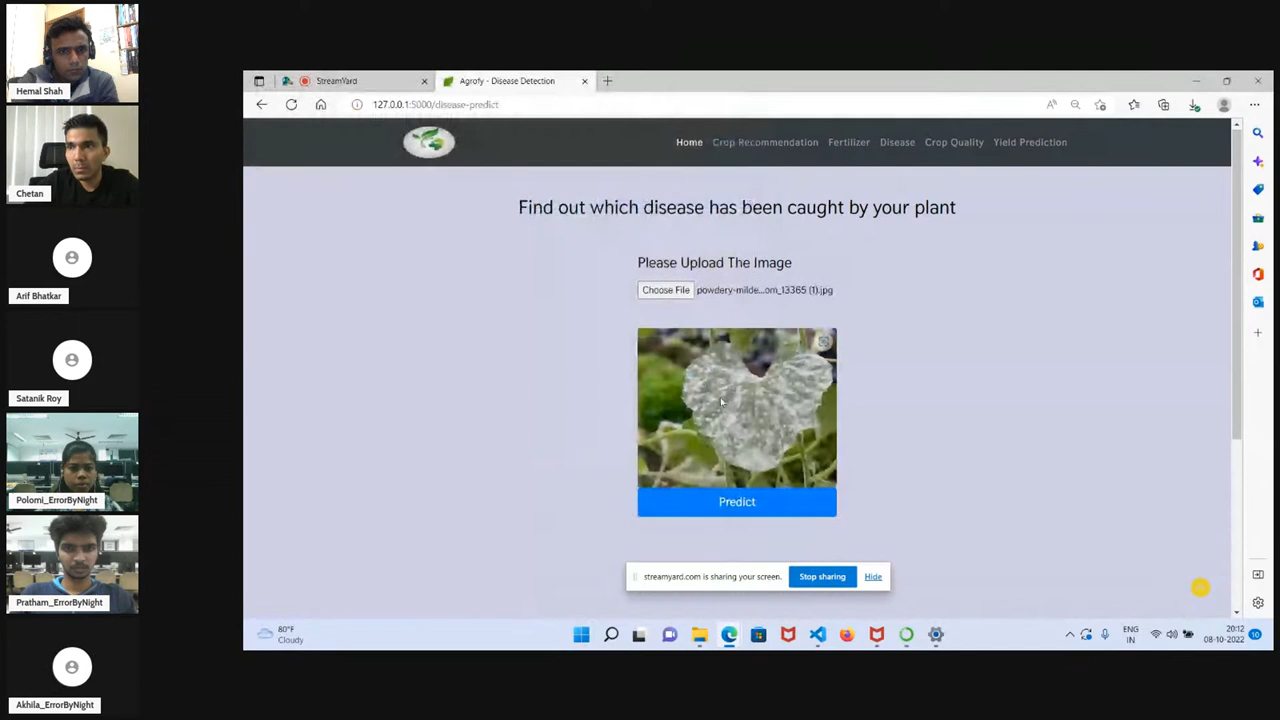 Hemal Shah
Chetan
Arif Bhatkar
Satanik Roy
Polomi_ErrorByNight
Pratham_ErrorByNight
Akhila_ErrorByNight
StreamYard
Agrofy - Disease Detection
127.0.0.1:5000/disease-predict
Home Crop Recommendation Fertilizer Disease Crop Quality Yield Prediction
Find out which disease has been caught by your plant
Please Upload The Image
Choose File powdery-milde...om_13365 (1).jpg
Predict
streamyard.com is sharing your screen. Stop sharing Hide
80°F
Cloudy
ENG
IN
20:12
08-10-2022
10